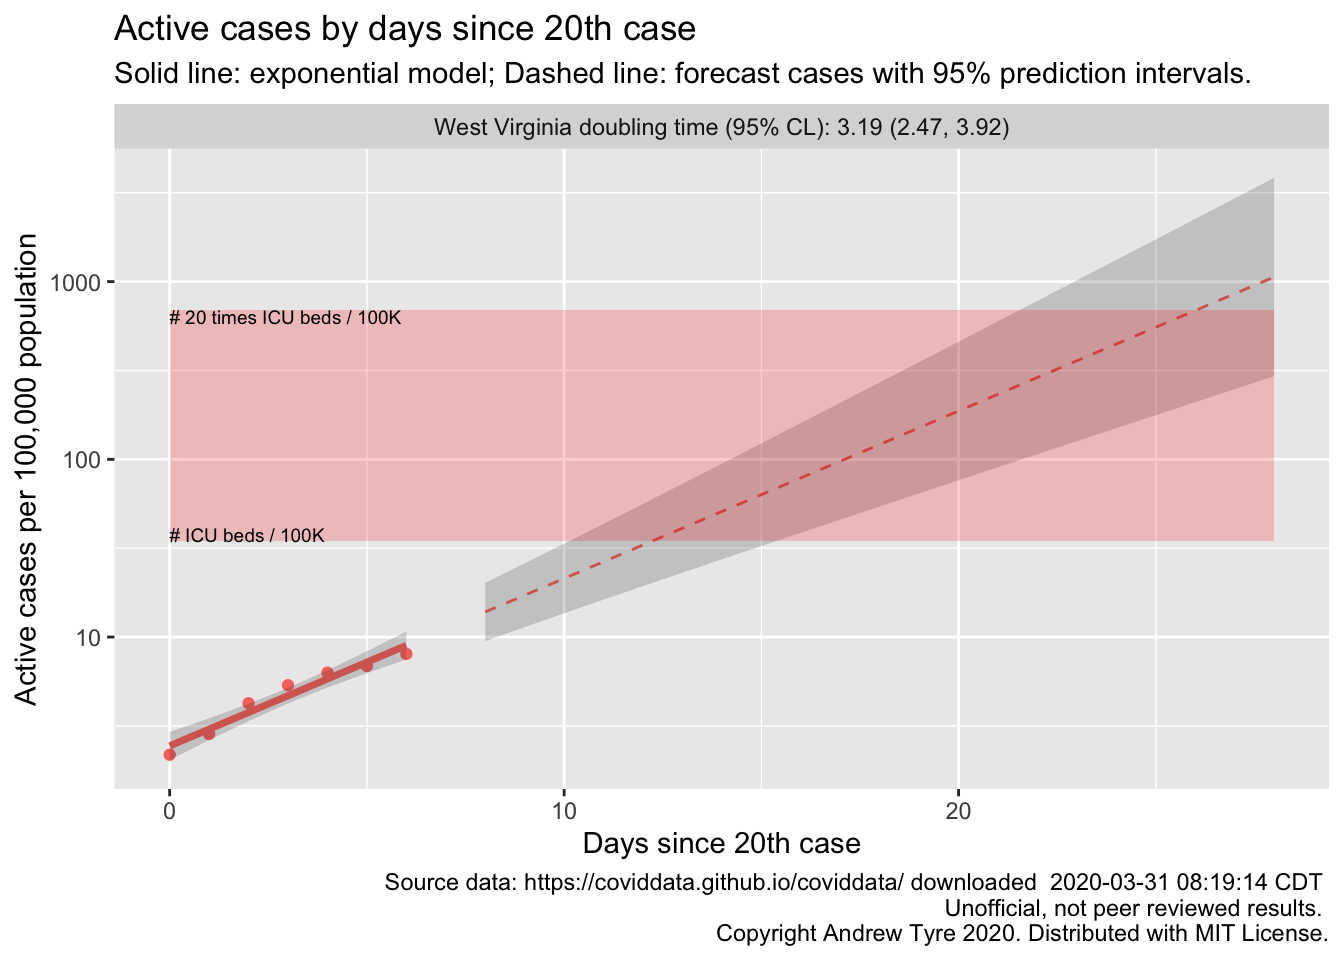 Active cases by days since 20th case
Solid line: exponential model; Dashed line: forecast cases with 95% prediction intervals.
West Virginia doubling time (95% CL): 3.19 (2.47, 3.92)
Active cases per 100,000 population
1000
100
10
# 20 times ICU beds / 100K
# ICU beds / 100K
0
10
20
Days since 20th case
Source data: https://coviddata.github.io/coviddata/ downloaded  2020-03-31 08:19:14 CDT
Unofficial, not peer reviewed results.
Copyright Andrew Tyre 2020. Distributed with MIT License.